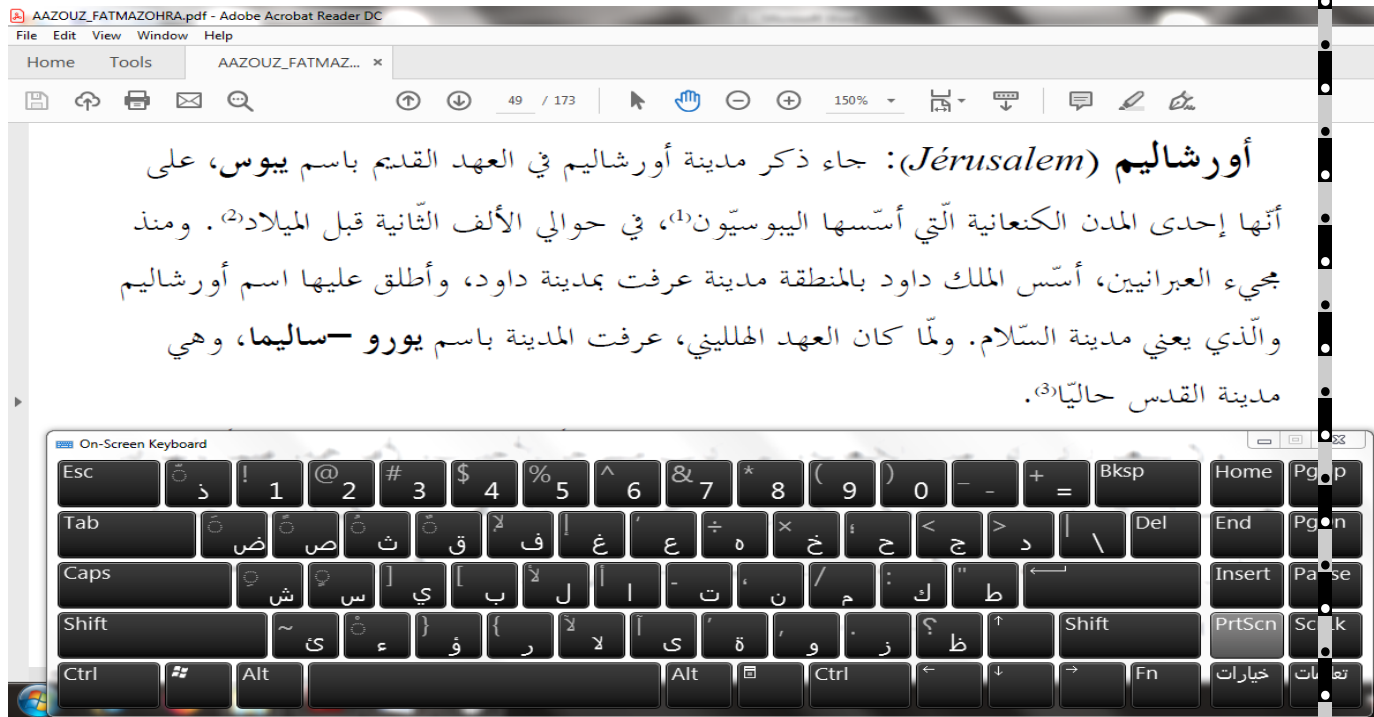 AAZOUZ_FATMAZOHRA.pdf - Adobe Acrobat Reader DC
File Edit View Window Help
Home Tools AAZOUZ_FATMAZ... ×
49 / 173 150%
أورشاليم (Jérusalem): جاء ذكر مدينة أورشاليم في العهد القديم باسم يبوس، على
أنّها إحدى المدن الكنعانية الّتي أسّسها اليبوسيّون(1)، في حوالي الألف الثّانية قبل الميلاد(2). ومنذ
مجيء العبرانيين، أسّس الملك داود بالمنطقة مدينة عرفت بمدينة داود، وأطلق عليها اسم أورشاليم
والّذي يعني مدينة السّلام. ولمّا كان العهد الهلليني، عرفت المدينة باسم يورو –ساليما، وهي
مدينة القدس حاليّا(3).
On-Screen Keyboard
Esc ّ ذ ! 1 @ 2 # 3 $ 4 % 5 ^ 6 & 7 * 8 ( 9 ) 0 _ - + = Bksp Home
Tab َ ض ً ص ُ ث ٌ ق لإ ف إ غ ‘ ع ÷ ه × خ ؛ ح < ج > د | \ Del End
Caps ِ ش ٍ س ] ي [ ب لأ ل أ ا ـ ت ، ن / م : ك " ط Insert
Shift ~ ئ ْ ء } ؤ { ر لآ لا آ ى ’ ة , و . ز ؟ ظ ↑ Shift PrtScn
Ctrl Alt Alt Ctrl ← ↓ → Fn خيارات